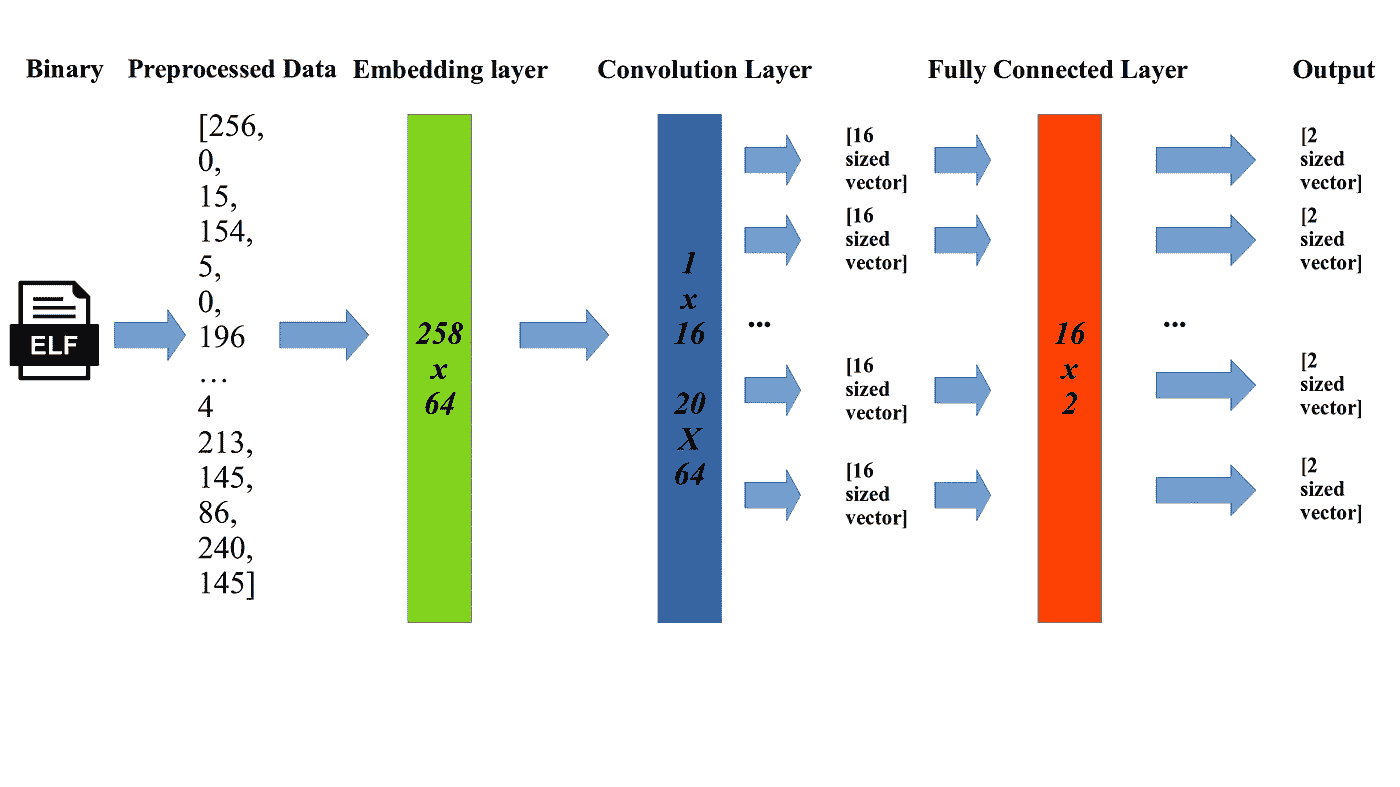 Binary
Preprocessed Data
Embedding layer
Convolution Layer
Fully Connected Layer
Output
ELF
[256,
0,
15,
154,
5,
0,
196
...
4
213,
145,
86,
240,
145]
258
x
64
1
x
16
20
X
64
[16
sized
vector]
[16
sized
vector]
...
[16
sized
vector]
[16
sized
vector]
16
x
2
...
[2
sized
vector]
[2
sized
vector]
[2
sized
vector]
[2
sized
vector]